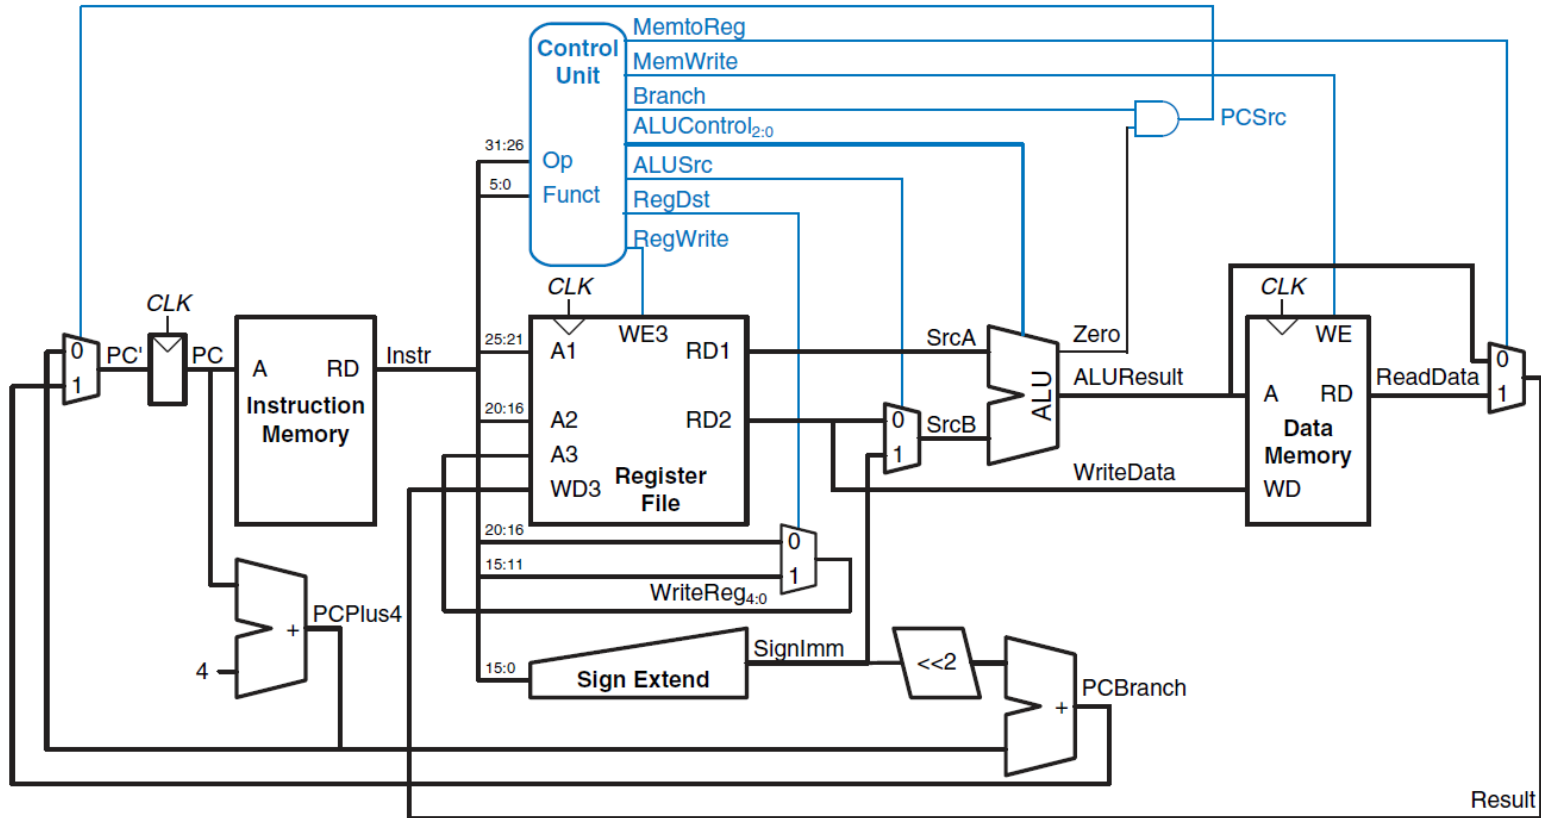 MemtoReg
Control
Unit
MemWrite
Branch
PCSrc
ALUControl2:0
31:26
Op
ALUSrc
5:0
Funct
RegDst
RegWrite
CLK
CLK
CLK
WE3
WE
25:21
A1
RD1
SrcA
Zero
0
PC'
PC
A
RD
Instr
1
Instruction
Memory
20:16
A2
RD2
0
SrcB
1
ALU
ALUResult
A
RD
ReadData
0
1
Data
Memory
A3
WD3
Register
File
WriteData
WD
20:16
0
15:11
1
WriteReg4:0
PCPlus4
+
4
15:0
Sign Extend
SignImm
<<2
+
PCBranch
Result